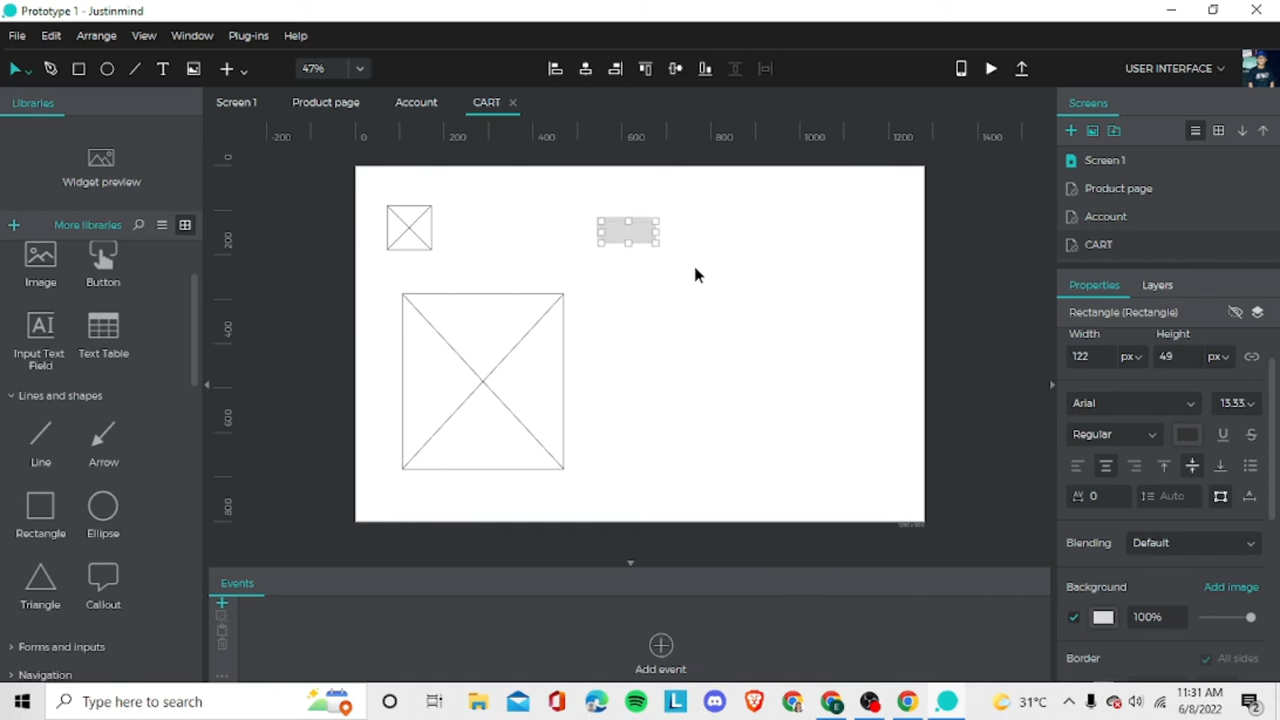 Prototype 1 - Justinmind
File Edit Arrange View Window Plug-ins Help
47% USER INTERFACE
Libraries
Screen 1 Product page Account CART
Screens
-200 0 200 400 600 800 1000 1200 1400
0
200
400
600
800
Widget preview
More libraries
Image Button
Input Text Field
Text Table
Lines and shapes
Line Arrow
Rectangle Ellipse
Triangle Callout
Forms and inputs
Navigation
Screen 1
Product page
Account
CART
Properties Layers
Rectangle (Rectangle)
Width Height
122 px 49 px
Arial 13.33
Regular U S
AV 0 Auto
Blending Default
Background Add image
100%
Border All sides
Events
Add event
Type here to search
31°C
11:31 AM
6/8/2022
2